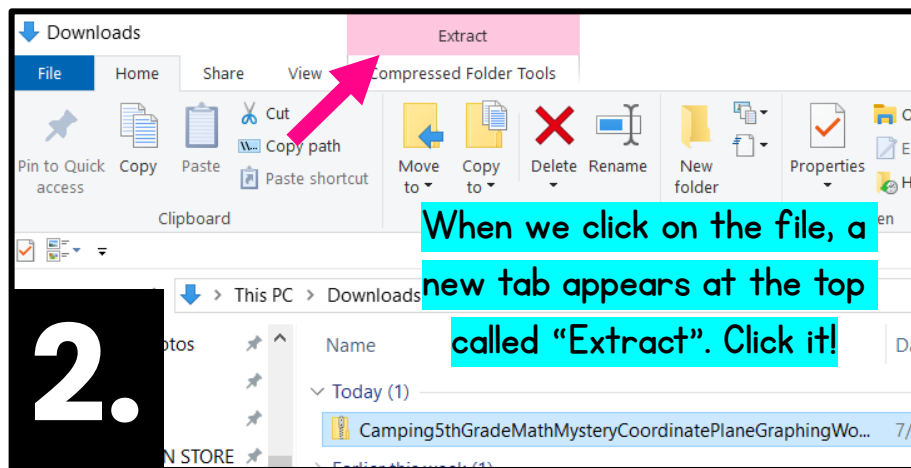 Downloads
Extract
File Home Share View Compressed Folder Tools
Pin to Quick access
Copy
Paste
Cut
Copy path
Paste shortcut
Move to
Copy to
Delete
Rename
New folder
Properties
Clipboard
When we click on the file, a
new tab appears at the top
called “Extract”. Click it!
> This PC > Downloads
2.
Name
Today (1)
Camping5thGradeMathMysteryCoordinatePlaneGraphingWo... 7/
N STORE